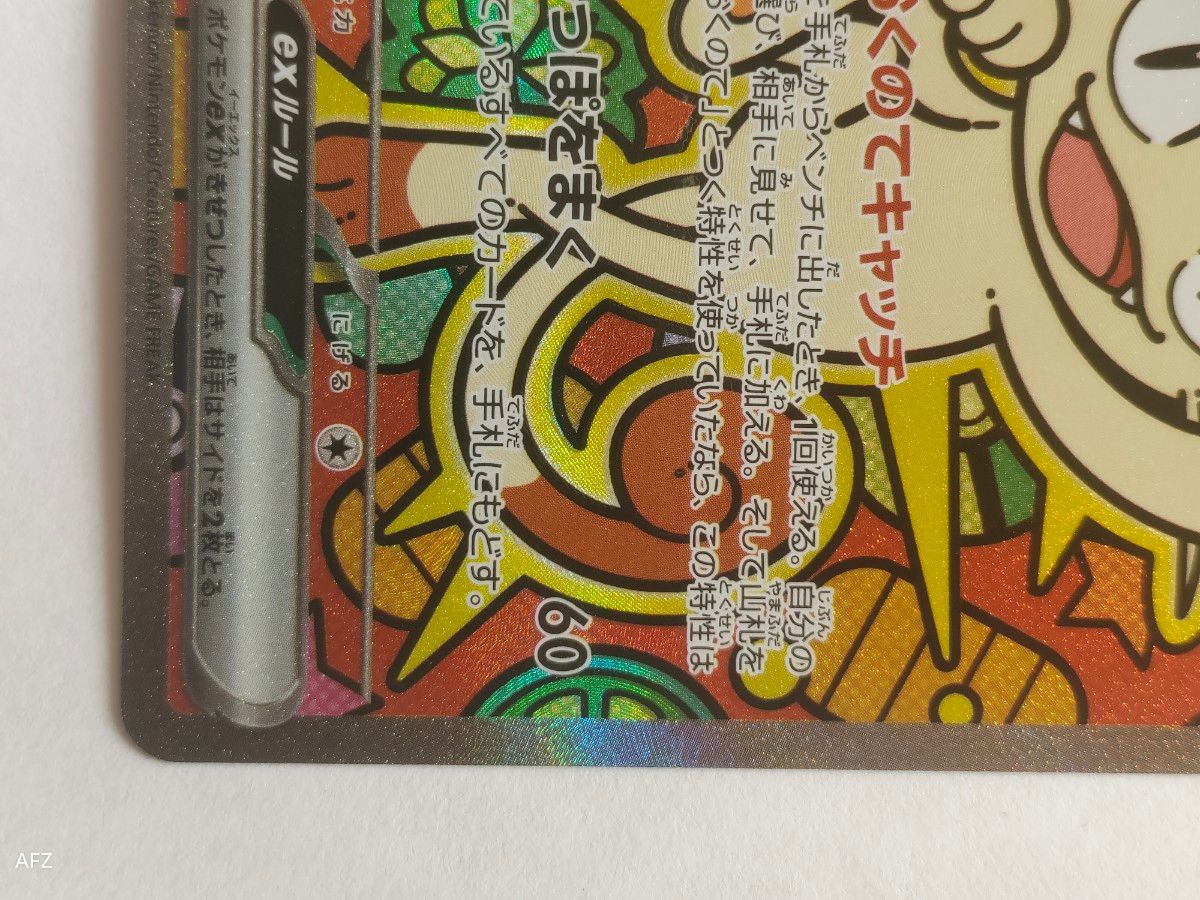 くのてキャッチ
手札からベンチに出したとき、1回使える。自分の
選び、相手に見せて、手札に加える。そして山札を
くのて」とつく特性を使っていたなら、この特性は
っぽをまく 60
ているすべてのカードを、手札にもどす。
にげる
exルール
ポケモンexがきぜつしたとき、相手はサイドを2枚とる。
/Nintendo/Creatures/GAME FREAK.
AFZ